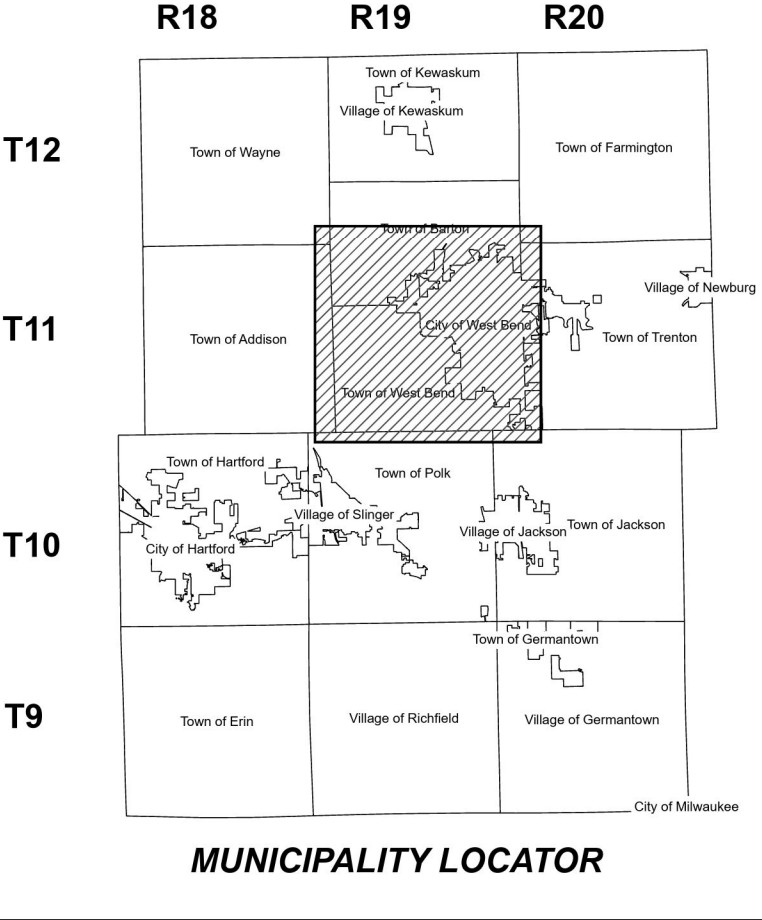 R18 R19 R20
Town of Kewaskum
Village of Kewaskum
T12
Town of Wayne
Town of Farmington
Town of Barton
Village of Newburg
T11
City of West Bend
Town of Addison
Town of Trenton
Town of West Bend
Town of Hartford
Town of Polk
Village of Slinger
Town of Jackson
Village of Jackson
T10
City of Hartford
Town of Germantown
T9
Town of Erin
Village of Richfield
Village of Germantown
City of Milwaukee
MUNICIPALITY LOCATOR